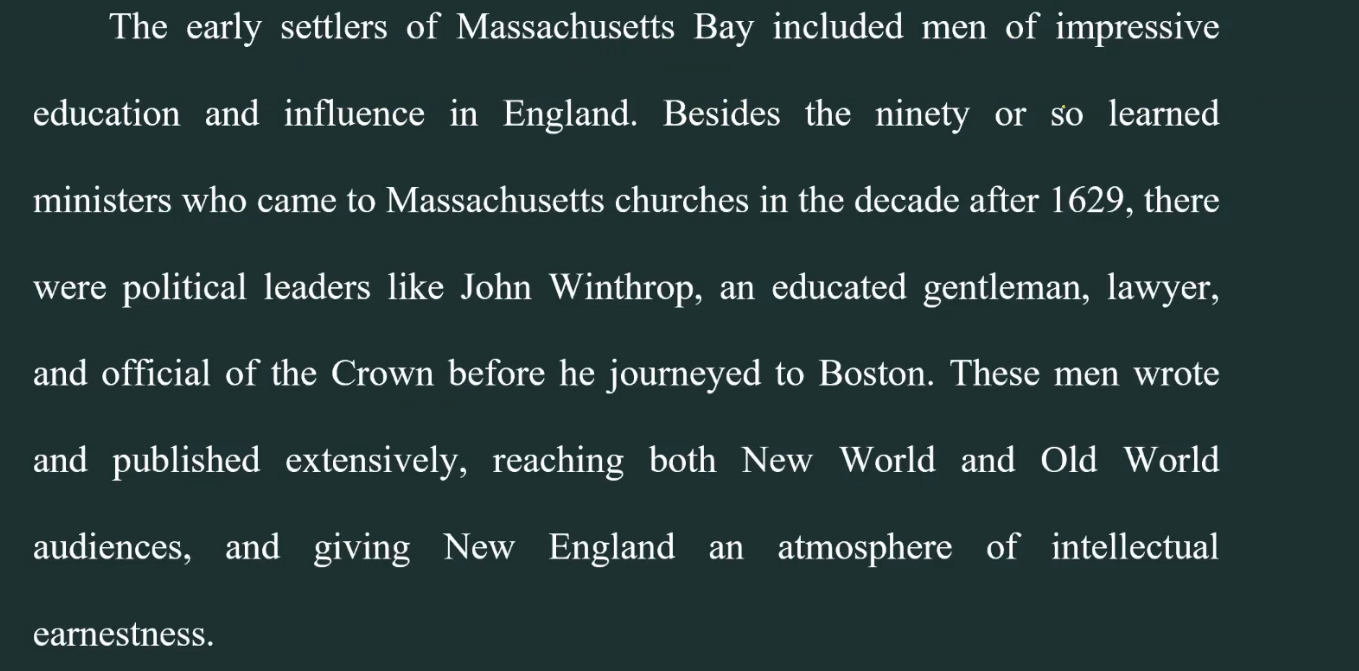 The early settlers of Massachusetts Bay included men of impressive
education and influence in England. Besides the ninety or so learned
ministers who came to Massachusetts churches in the decade after 1629, there
were political leaders like John Winthrop, an educated gentleman, lawyer,
and official of the Crown before he journeyed to Boston. These men wrote
and published extensively, reaching both New World and Old World
audiences, and giving New England an atmosphere of intellectual
earnestness.